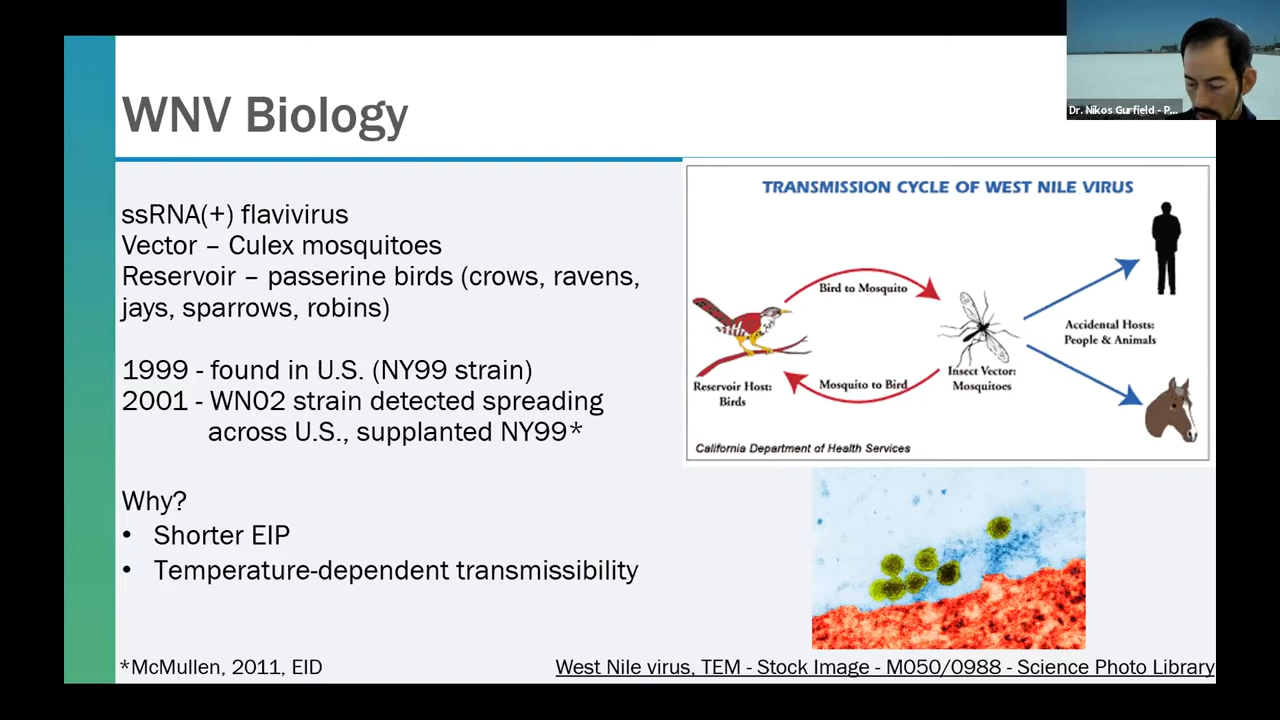 WNV Biology
Dr. Nikos Gurfield - P...
ssRNA(+) flavivirus
Vector – Culex mosquitoes
Reservoir – passerine birds (crows, ravens,
jays, sparrows, robins)
1999 - found in U.S. (NY99 strain)
2001 - WN02 strain detected spreading
across U.S., supplanted NY99*
Why?
• Shorter EIP
• Temperature-dependent transmissibility
*McMullen, 2011, EID
TRANSMISSION CYCLE OF WEST NILE VIRUS
Bird to Mosquito
Accidental Hosts:
People & Animals
Insect Vector:
Mosquitoes
Mosquito to Bird
Reservoir Host:
Birds
California Department of Health Services
West Nile virus, TEM - Stock Image - M050/0988 - Science Photo Library